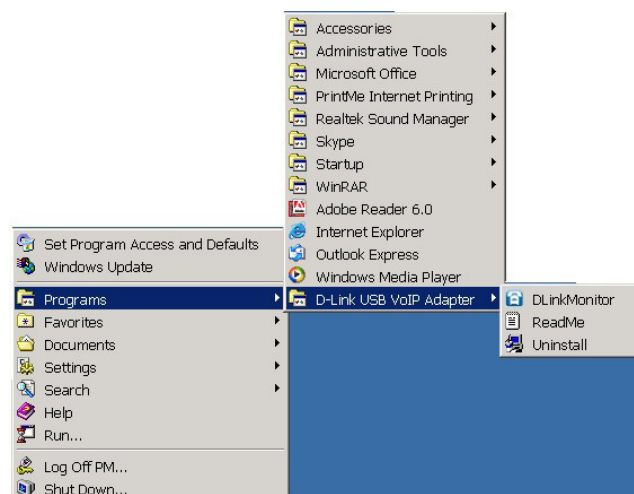 Accessories
Administrative Tools
Microsoft Office
PrintMe Internet Printing
Realtek Sound Manager
Skype
Startup
WinRAR
Adobe Reader 6.0
Internet Explorer
Outlook Express
Windows Media Player
D-Link USB VoIP Adapter
DLinkMonitor
ReadMe
Uninstall
Set Program Access and Defaults
Windows Update
Programs
Favorites
Documents
Settings
Search
Help
Run...
Log Off PM...
Shut Down...